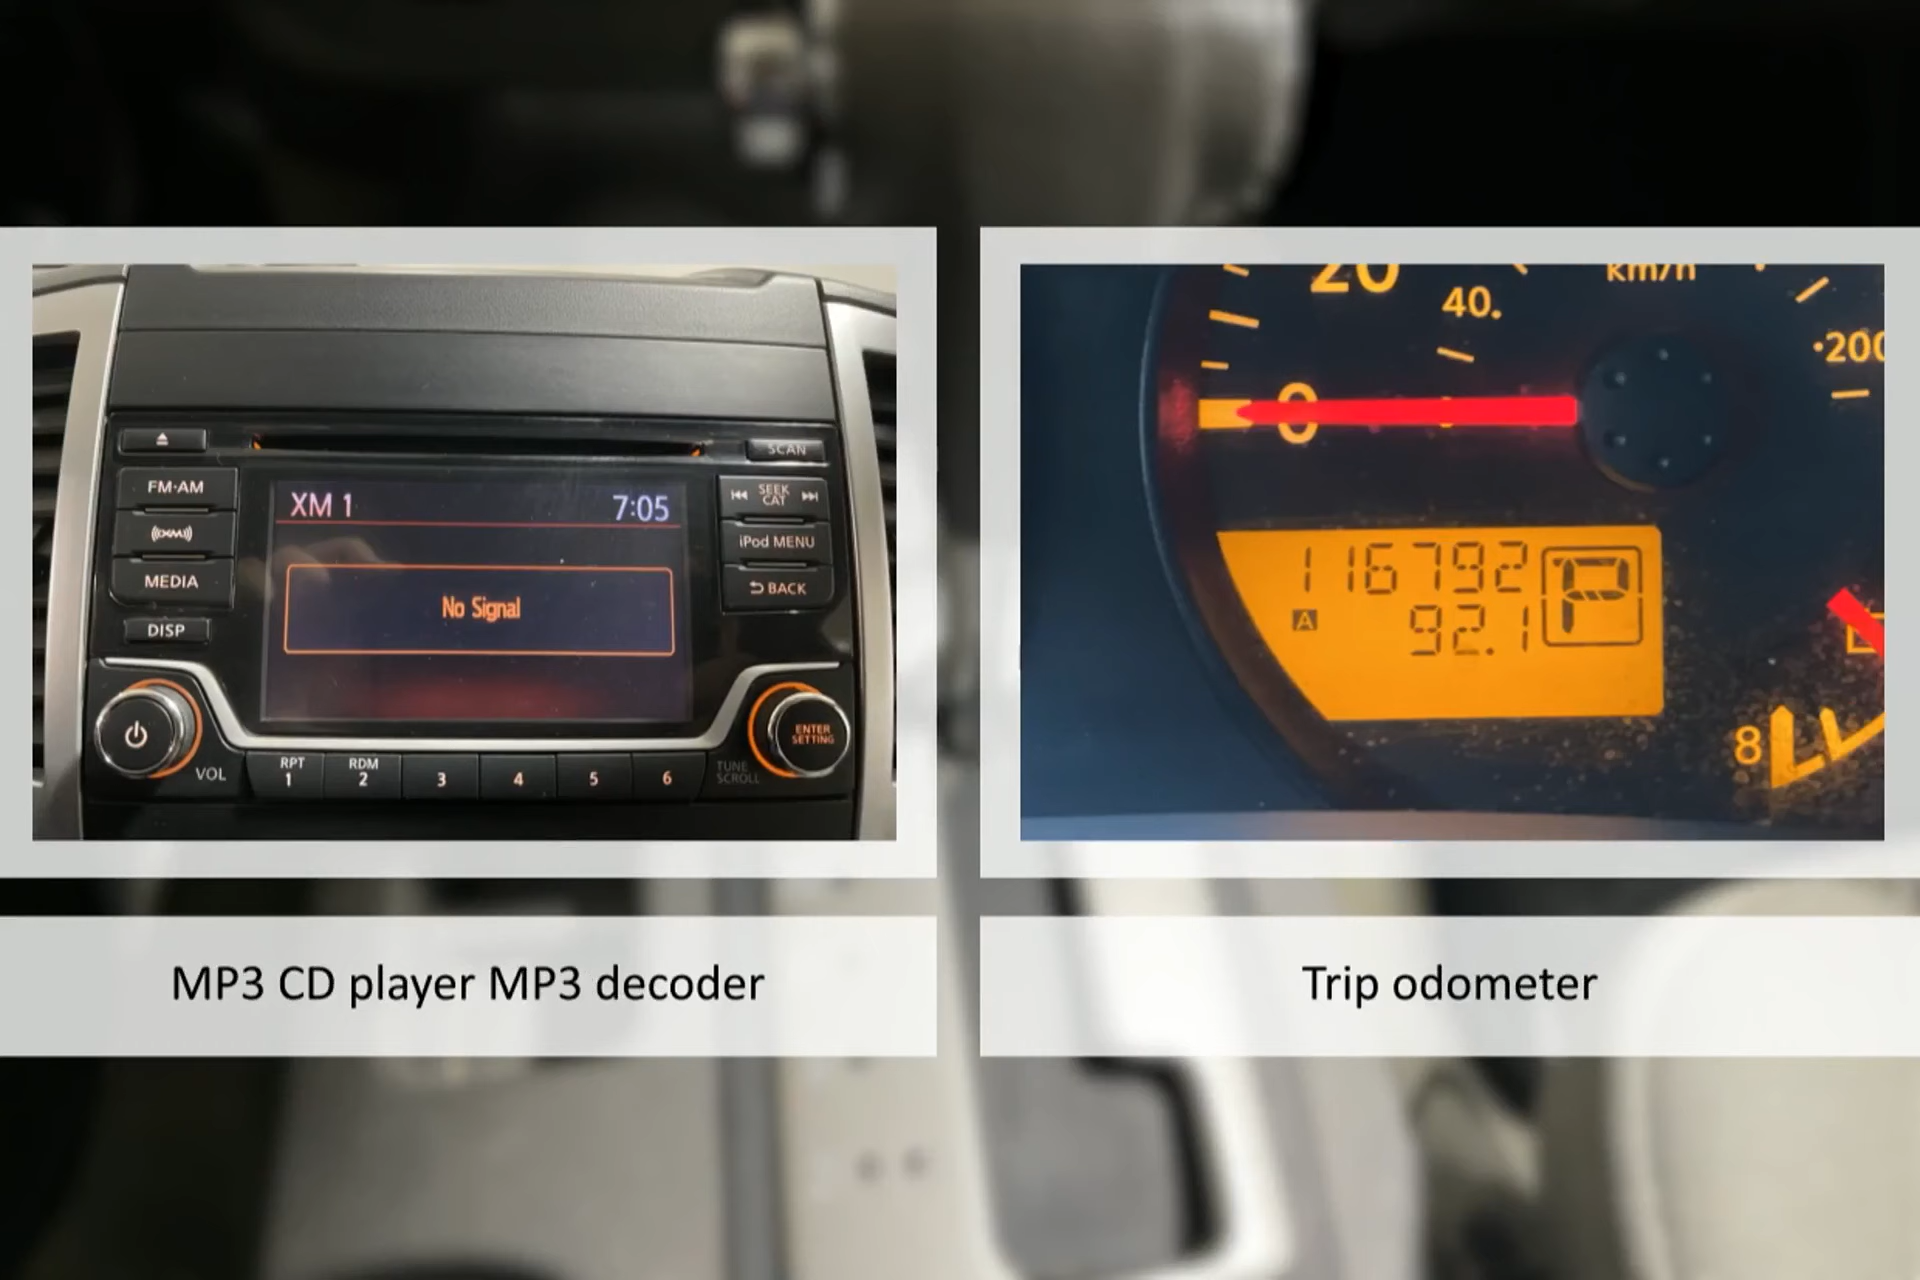 SCAN
FM·AM
XM
MEDIA
DISP
XM 1
7:05
No Signal
SEEK
CAT
iPod MENU
BACK
VOL
RPT
1
RDM
2
3
4
5
6
TUNE
SCROLL
ENTER
SETTING
20
40.
km/h
200
0
116792
A
92.1
P
8
MP3 CD player MP3 decoder
Trip odometer